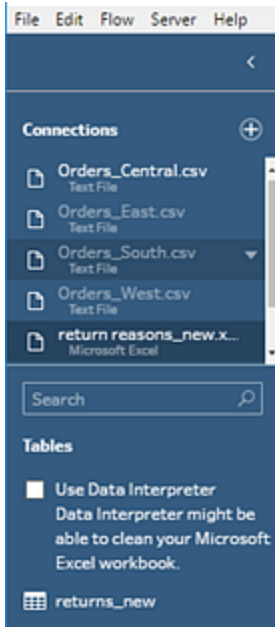 File Edit Flow Server Help
Connections
Orders_Central.csv
Text File
Orders_East.csv
Text File
Orders_South.csv
Text File
Orders_West.csv
Text File
return reasons_new.x...
Microsoft Excel
Search
Tables
Use Data Interpreter
Data Interpreter might be
able to clean your Microsoft
Excel workbook.
returns_new